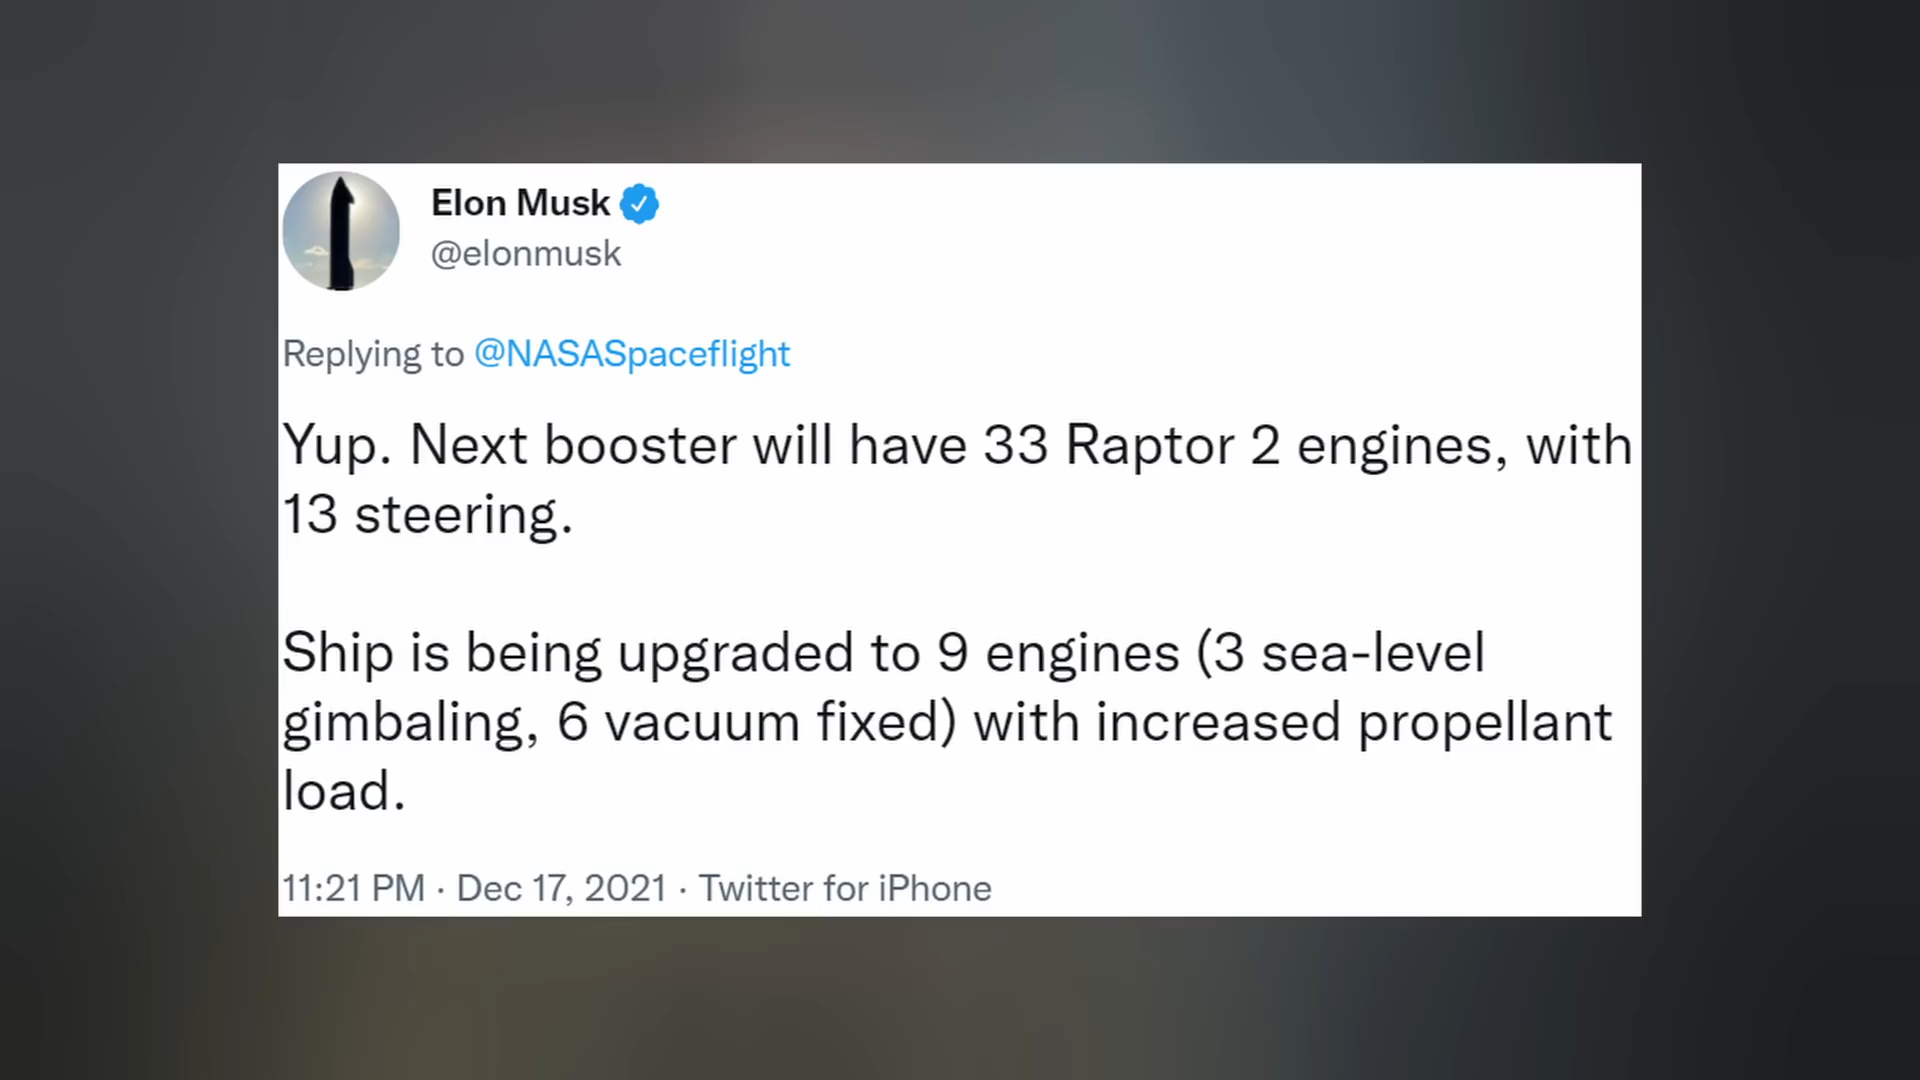 Elon Musk
@elonmusk
Replying to @NASASpaceflight
Yup. Next booster will have 33 Raptor 2 engines, with
13 steering.
Ship is being upgraded to 9 engines (3 sea-level
gimbaling, 6 vacuum fixed) with increased propellant
load.
11:21 PM · Dec 17, 2021 · Twitter for iPhone